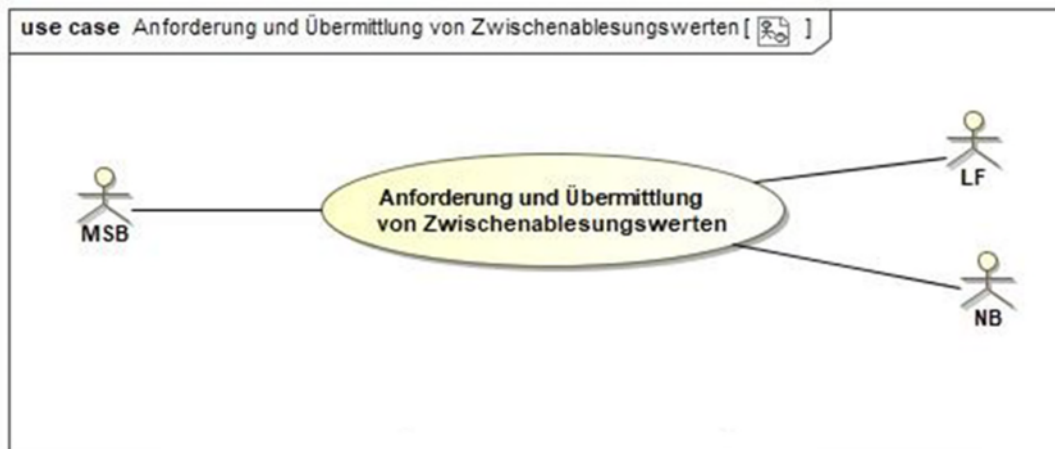 use case Anforderung und Übermittlung von Zwischenablesungswerten [ ]
LF
MSB
Anforderung und Übermittlung
von Zwischenablesungswerten
NB